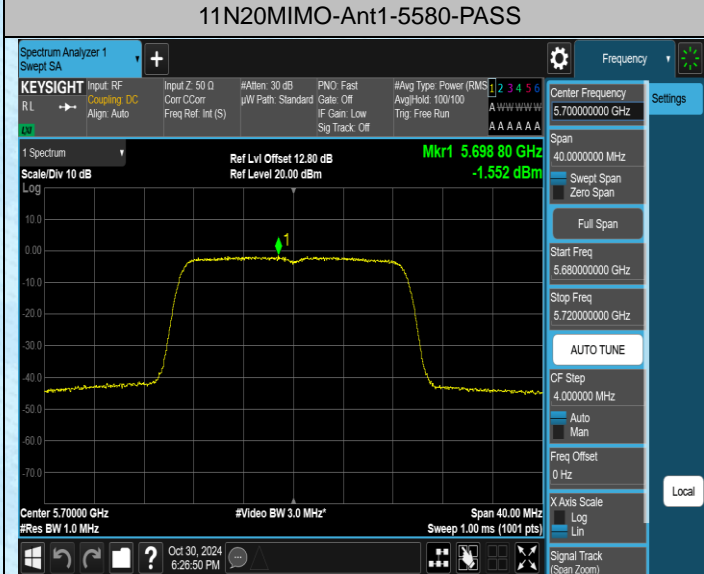 11N20MIMO-Ant1-5580-PASS
Spectrum Analyzer 1
Swept SA
+
Frequency
KEYSIGHT
RL
LXI
Input: RF
Coupling: DC
Align: Auto
Input Z: 50 Ω
Corr CCorr
Freq Ref: Int (S)
#Atten: 30 dB
µW Path: Standard
PNO: Fast
Gate: Off
IF Gain: Low
Sig Track: Off
#Avg Type: Power (RMS
Avg|Hold: 100/100
Trig: Free Run
1 2 3 4 5 6
A W W W W W
A A A A A A
1 Spectrum
Scale/Div 10 dB
Log
Ref Lvl Offset 12.80 dB
Ref Level 20.00 dBm
Mkr1 5.698 80 GHz
-1.552 dBm
10.0
0.00
-10.0
-20.0
-30.0
-40.0
-50.0
-60.0
-70.0
1
Center 5.70000 GHz
#Res BW 1.0 MHz
#Video BW 3.0 MHz*
Span 40.00 MHz
Sweep 1.00 ms (1001 pts)
Oct 30, 2024
6:26:50 PM
?
Center Frequency
5.700000000 GHz
Span
40.0000000 MHz
Swept Span
Zero Span
Full Span
Start Freq
5.680000000 GHz
Stop Freq
5.720000000 GHz
AUTO TUNE
CF Step
4.000000 MHz
Auto
Man
Freq Offset
0 Hz
X Axis Scale
Log
Lin
Signal Track
(Span Zoom)
Settings
Local